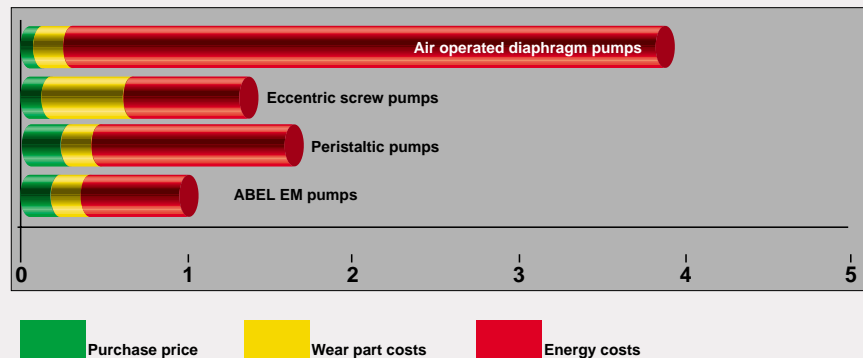 Air operated diaphragm pumps
Eccentric screw pumps
Peristaltic pumps
ABEL EM pumps
0 1 2 3 4 5
Purchase price Wear part costs Energy costs